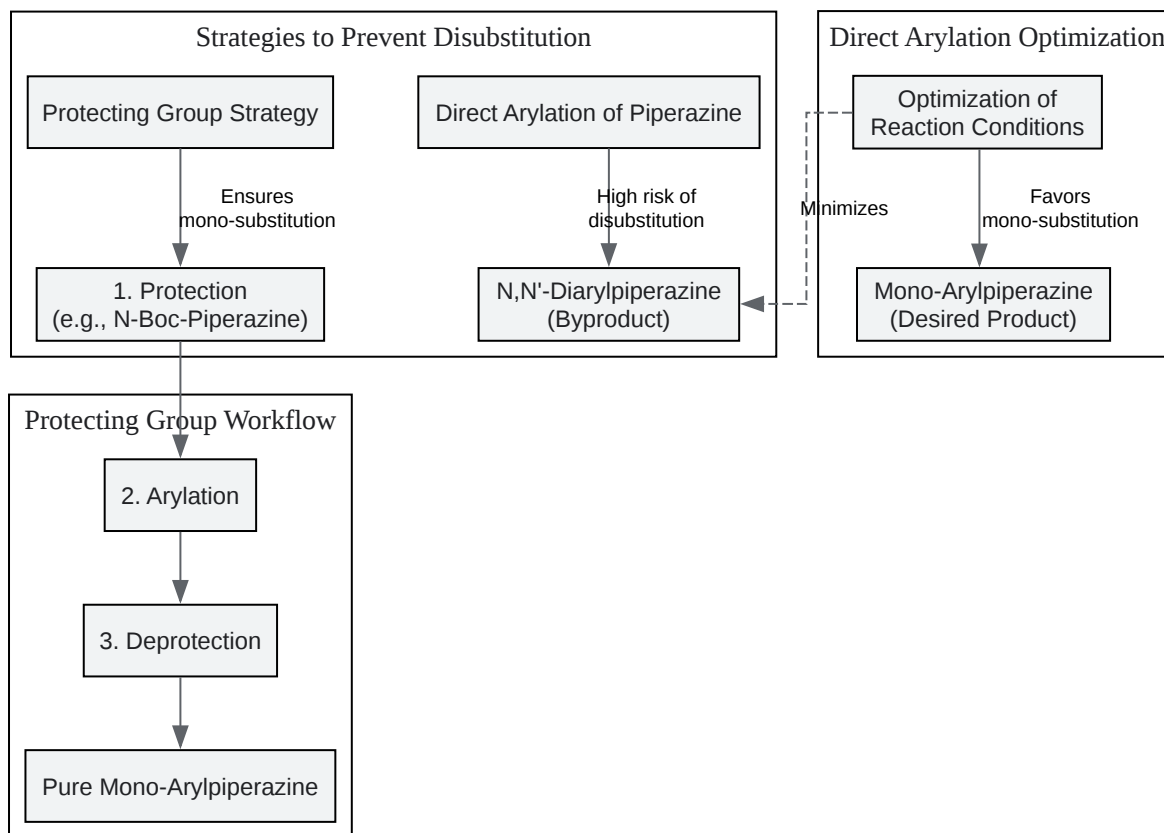 Strategies to Prevent Disubstitution
Direct Arylation Optimization
Protecting Group Strategy
Direct Arylation of Piperazine
Optimization of
Reaction Conditions
Ensures
mono-substitution
High risk of
disubstitution
Minimizes
Favors
mono-substitution
1. Protection
(e.g., N-Boc-Piperazine)
N,N'-Diarylpiperazine
(Byproduct)
Mono-Arylpiperazine
(Desired Product)
Protecting Group Workflow
2. Arylation
3. Deprotection
Pure Mono-Arylpiperazine